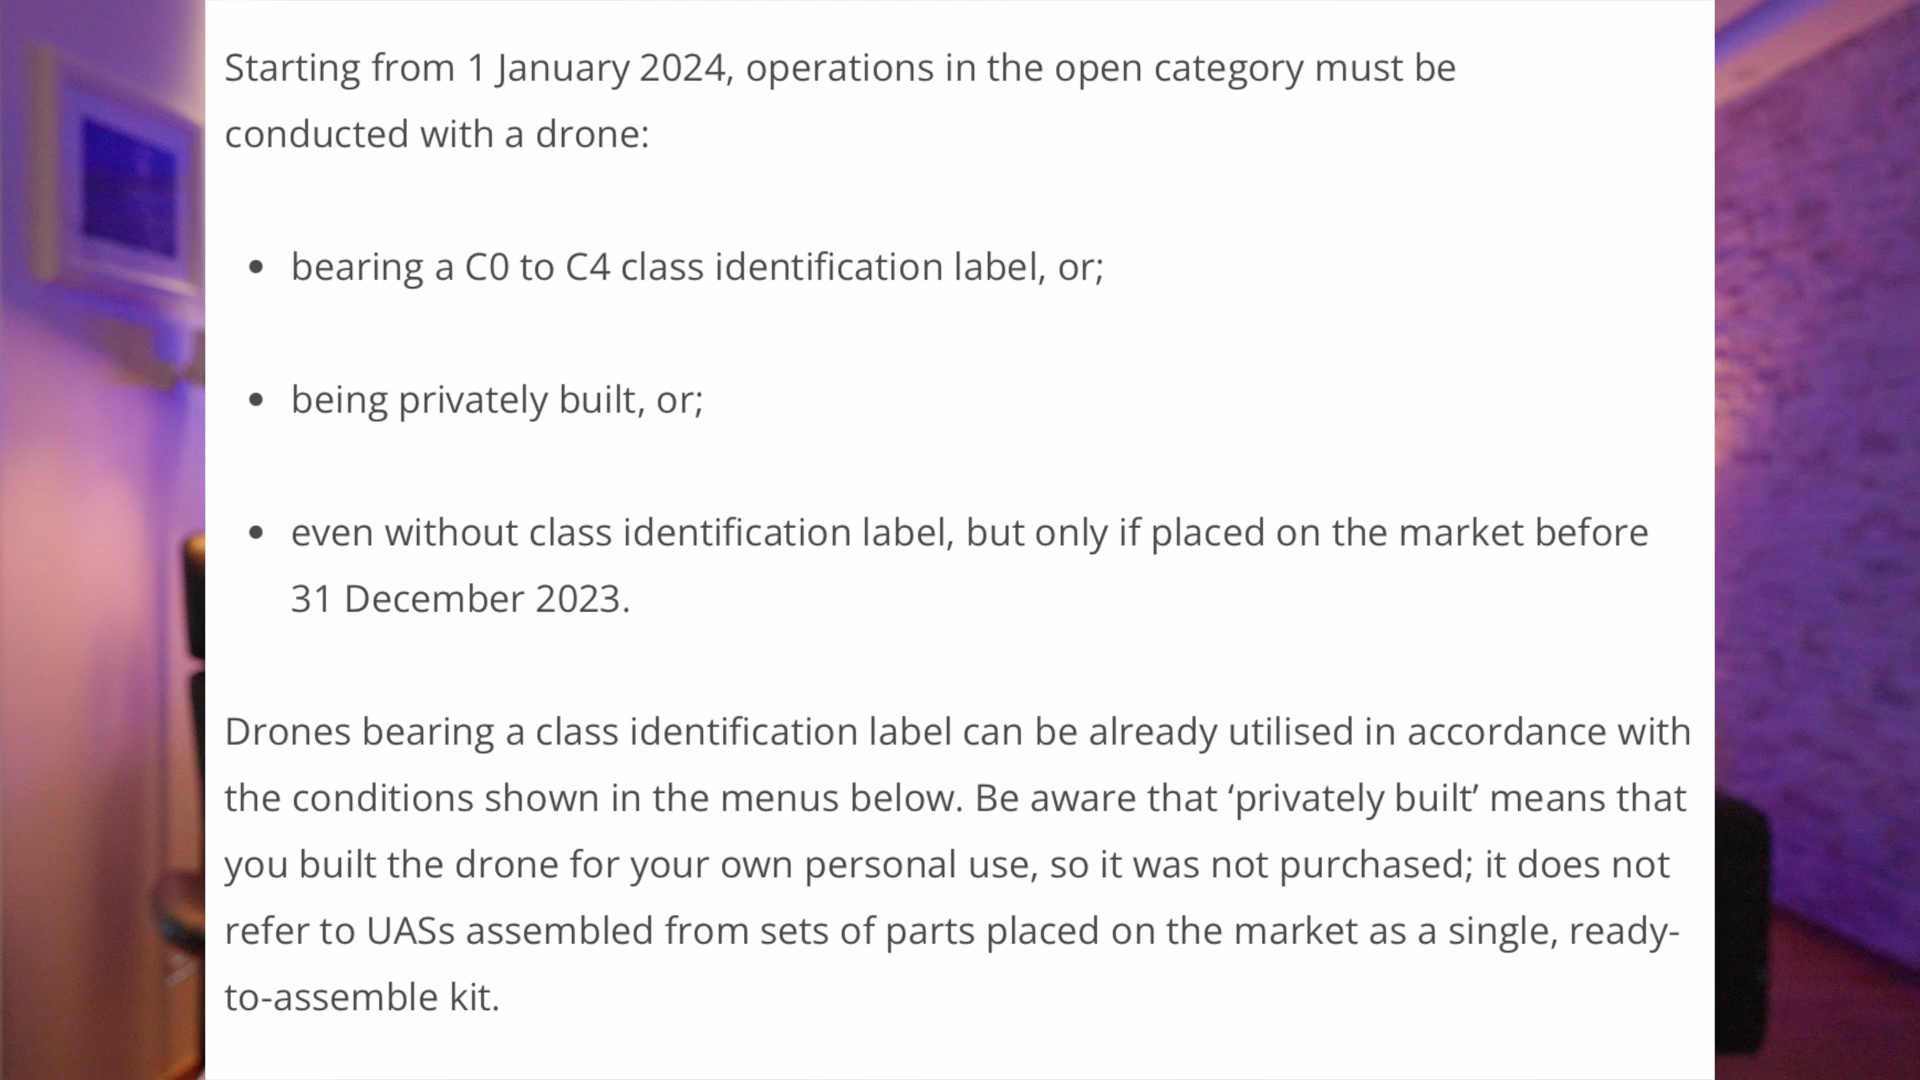 Starting from 1 January 2024, operations in the open category must be
conducted with a drone:
• bearing a C0 to C4 class identification label, or;
• being privately built, or;
• even without class identification label, but only if placed on the market before
31 December 2023.
Drones bearing a class identification label can be already utilised in accordance with
the conditions shown in the menus below. Be aware that ‘privately built’ means that
you built the drone for your own personal use, so it was not purchased; it does not
refer to UASs assembled from sets of parts placed on the market as a single, ready-
to-assemble kit.